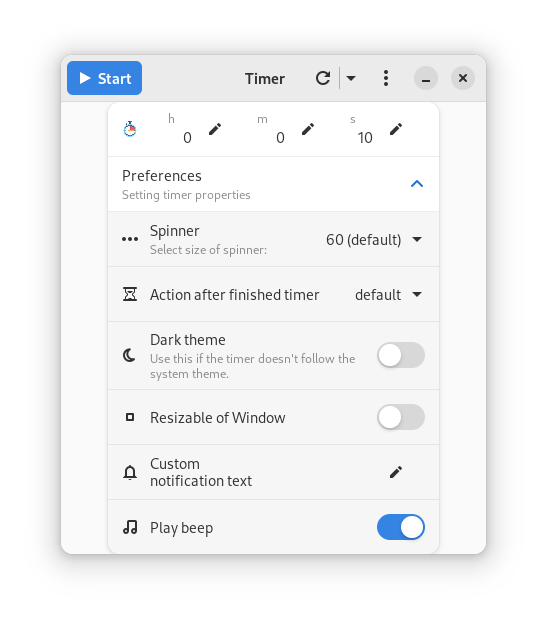 Start
Timer
h
0
m
0
s
10
Preferences
Setting timer properties
Spinner
Select size of spinner:
60 (default)
Action after finished timer
default
Dark theme
Use this if the timer doesn't follow the
system theme.
Resizable of Window
Custom
notification text
Play beep